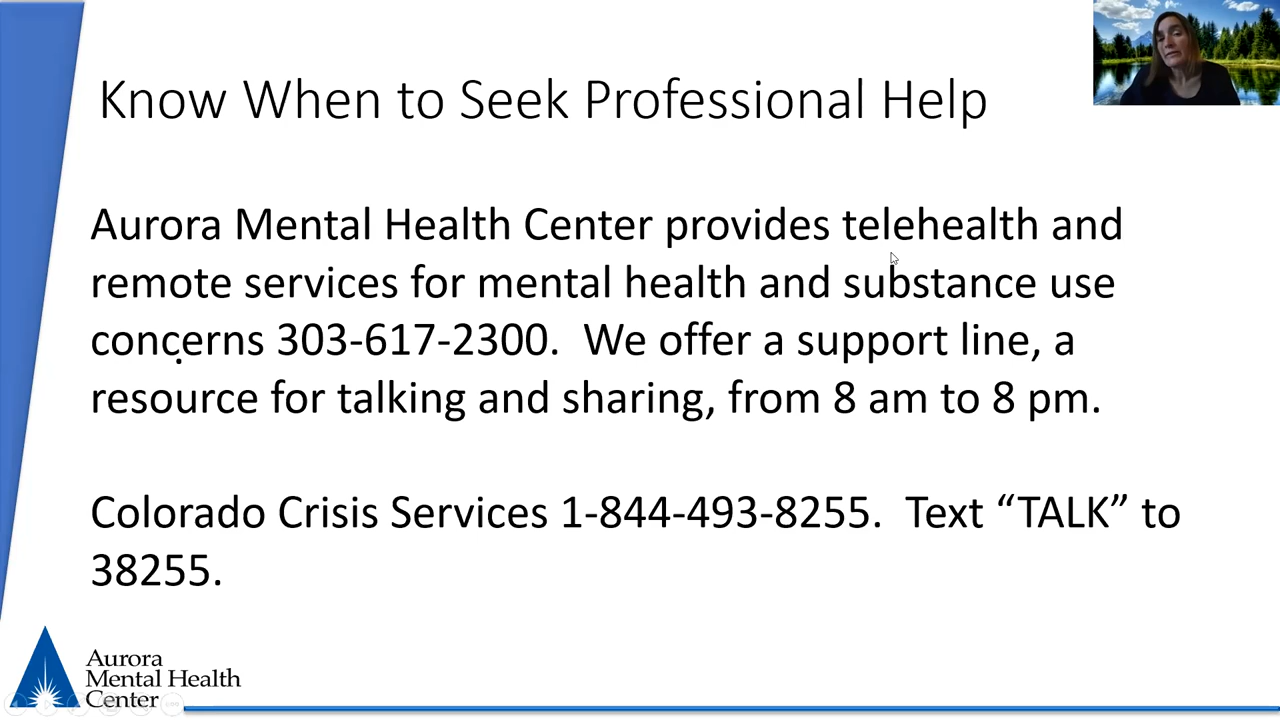 Know When to Seek Professional Help
Aurora Mental Health Center provides telehealth and
remote services for mental health and substance use
concerns 303-617-2300.  We offer a support line, a
resource for talking and sharing, from 8 am to 8 pm.
Colorado Crisis Services 1-844-493-8255.  Text “TALK” to
38255.
Aurora
Mental Health
Center